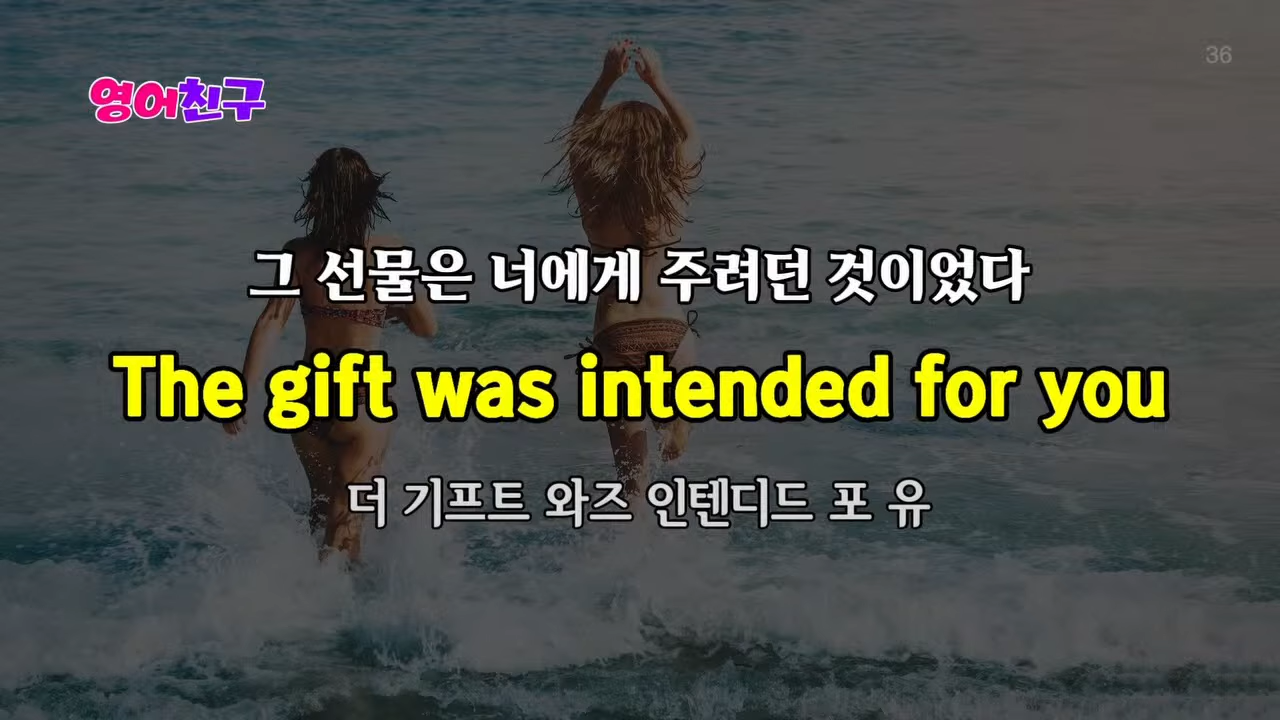 36
영어친구
그 선물은 너에게 주려던 것이었다
The gift was intended for you
더 기프트 와즈 인텐디드 포 유